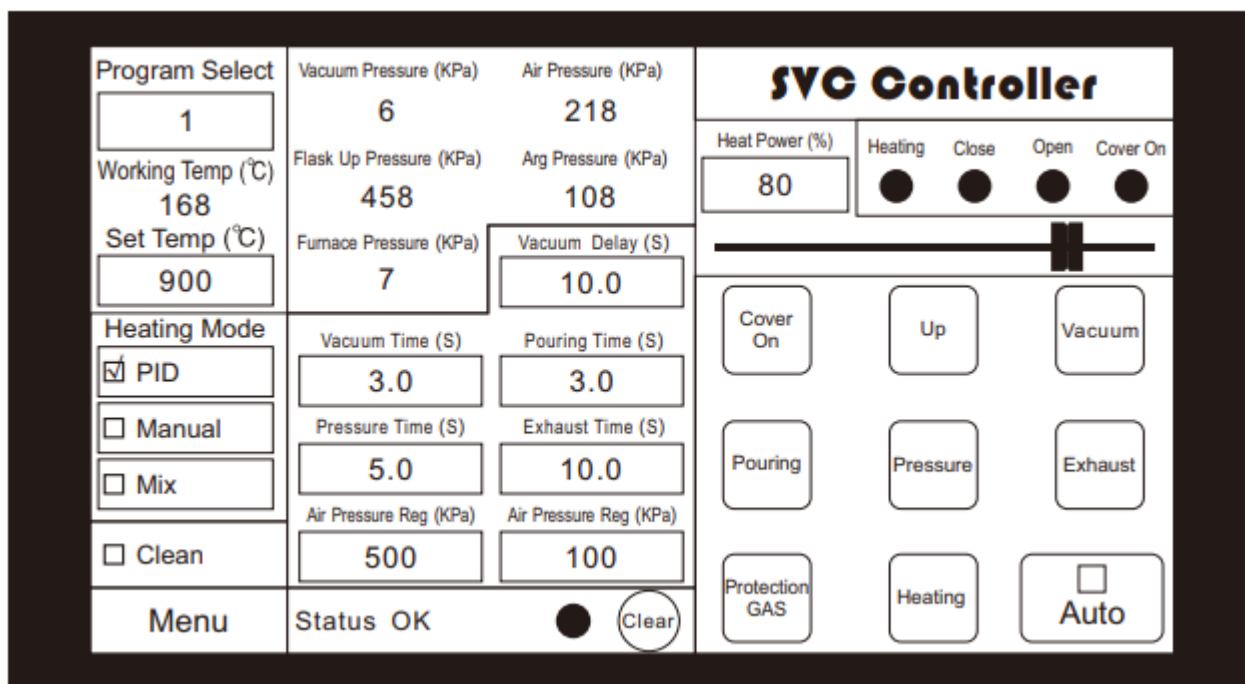 Program Select
1
Working Temp (℃)
168
Set Temp (℃)
900
Heating Mode
PID
Manual
Mix
Clean
Menu
Vacuum Pressure (KPa)
6
Air Pressure (KPa)
218
Flask Up Pressure (KPa)
458
Arg Pressure (KPa)
108
Furnace Pressure (KPa)
7
Vacuum Delay (S)
10.0
Vacuum Time (S)
3.0
Pouring Time (S)
3.0
Pressure Time (S)
5.0
Exhaust Time (S)
10.0
Air Pressure Reg (KPa)
500
Air Pressure Reg (KPa)
100
Status OK
Clear
SVC Controller
Heat Power (%)
80
Heating
Close
Open
Cover On
Cover
On
Up
Vacuum
Pouring
Pressure
Exhaust
Protection
GAS
Heating
Auto